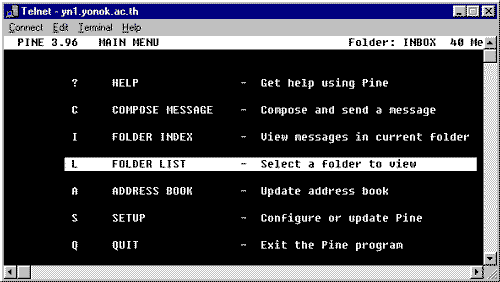 Telnet - yn1.yonok.ac.th
Connect Edit Terminal Help
PINE 3.96 MAIN MENU Folder: INBOX 40 Me
? HELP - Get help using Pine
C COMPOSE MESSAGE - Compose and send a message
I FOLDER INDEX - View messages in current folder
L FOLDER LIST - Select a folder to view
A ADDRESS BOOK - Update address book
S SETUP - Configure or update Pine
Q QUIT - Exit the Pine program